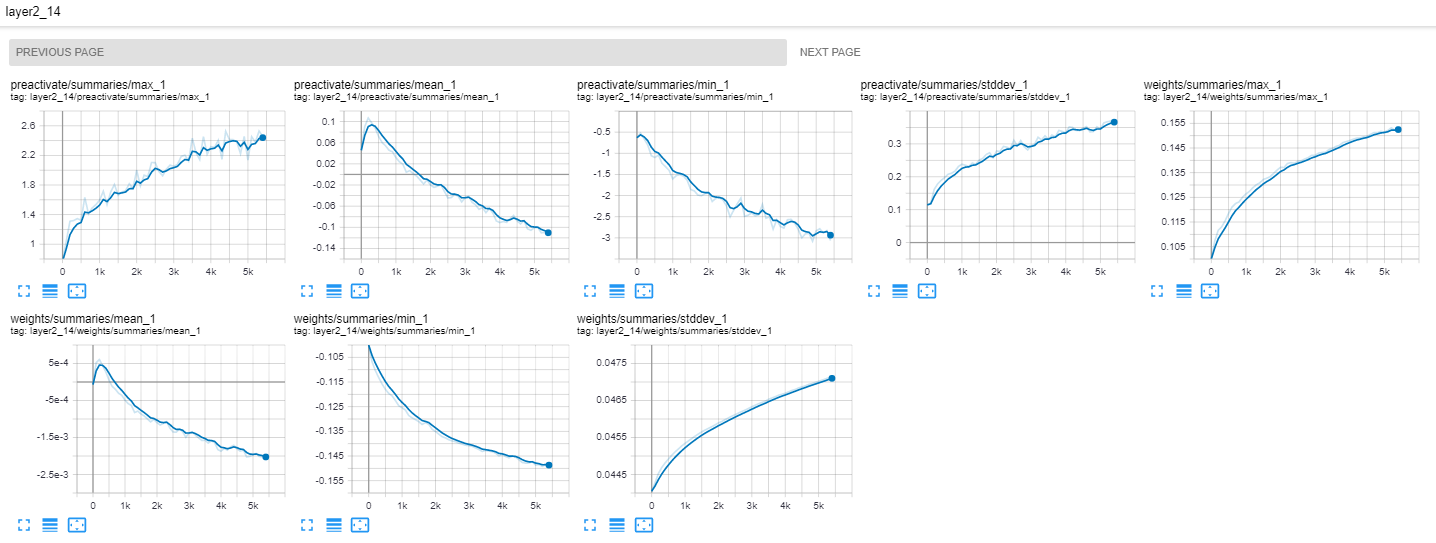 layer2_14
PREVIOUS PAGE NEXT PAGE
preactivate/summaries/max_1
tag: layer2_14/preactivate/summaries/max_1
2.6
2.2
1.8
1.4
1
0 1k 2k 3k 4k 5k
preactivate/summaries/mean_1
tag: layer2_14/preactivate/summaries/mean_1
0.1
0.06
0.02
-0.02
-0.06
-0.1
-0.14
0 1k 2k 3k 4k 5k
preactivate/summaries/min_1
tag: layer2_14/preactivate/summaries/min_1
-0.5
-1
-1.5
-2
-2.5
-3
0 1k 2k 3k 4k 5k
preactivate/summaries/stddev_1
tag: layer2_14/preactivate/summaries/stddev_1
0.3
0.2
0.1
0
0 1k 2k 3k 4k 5k
weights/summaries/max_1
tag: layer2_14/weights/summaries/max_1
0.155
0.145
0.135
0.125
0.115
0.105
0 1k 2k 3k 4k 5k
weights/summaries/mean_1
tag: layer2_14/weights/summaries/mean_1
5e-4
-5e-4
-1.5e-3
-2.5e-3
0 1k 2k 3k 4k 5k
weights/summaries/min_1
tag: layer2_14/weights/summaries/min_1
-0.105
-0.115
-0.125
-0.135
-0.145
-0.155
0 1k 2k 3k 4k 5k
weights/summaries/stddev_1
tag: layer2_14/weights/summaries/stddev_1
0.0475
0.0465
0.0455
0.0445
0 1k 2k 3k 4k 5k